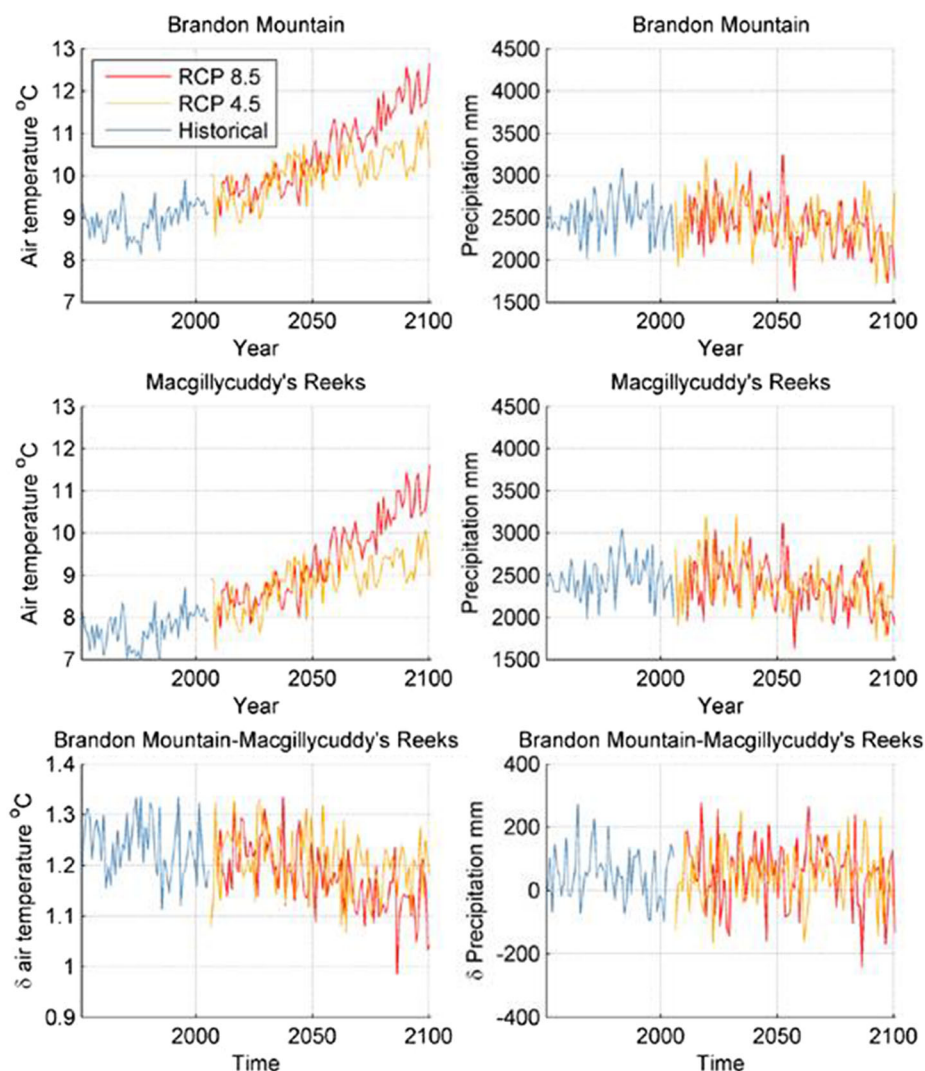 Brandon Mountain
Air temperature °C
13
12
11
10
9
8
7
RCP 8.5
RCP 4.5
Historical
2000
2050
2100
Year
Brandon Mountain
Precipitation mm
4500
4000
3500
3000
2500
2000
1500
2000
2050
2100
Year
Macgillycuddy's Reeks
Air temperature °C
13
12
11
10
9
8
7
2000
2050
2100
Year
Macgillycuddy's Reeks
Precipitation mm
4500
4000
3500
3000
2500
2000
1500
2000
2050
2100
Year
Brandon Mountain-Macgillycuddy's Reeks
δ air temperature °C
1.4
1.3
1.2
1.1
1
0.9
2000
2050
2100
Time
Brandon Mountain-Macgillycuddy's Reeks
δ Precipitation mm
400
200
0
-200
-400
2000
2050
2100
Time